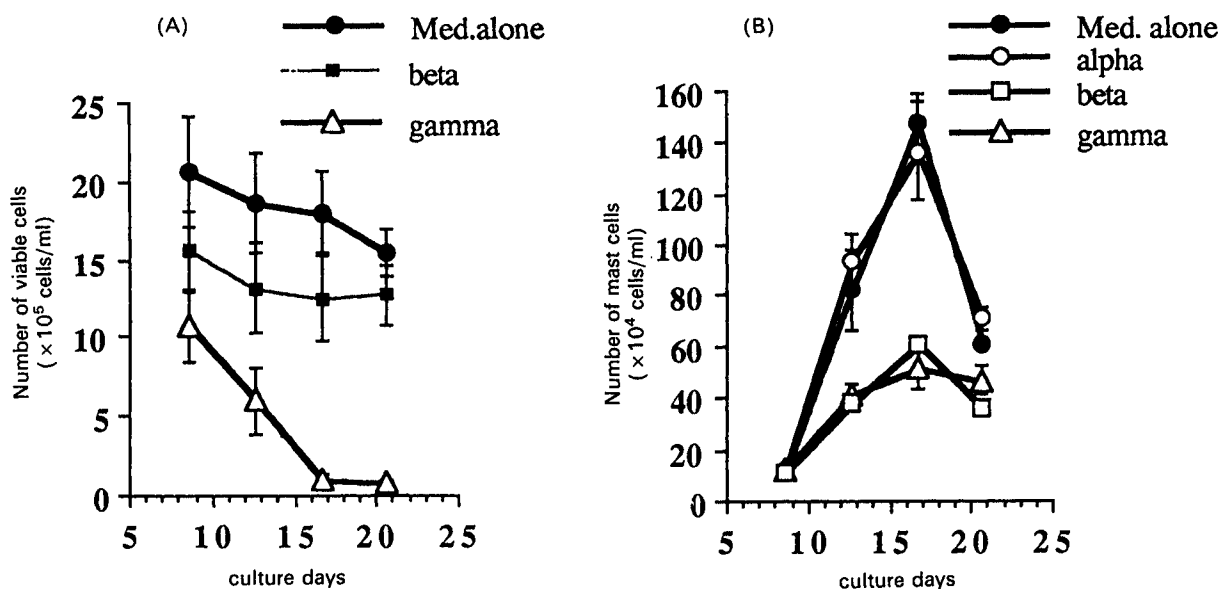 (A)
Med.alone
beta
gamma
25
20
15
10
5
0
5 10 15 20 25
Number of viable cells
( ×10⁵ cells/ml)
culture days
(B)
Med. alone
alpha
beta
gamma
160
140
120
100
80
60
40
20
0
5 10 15 20 25
Number of mast cells
( ×10⁴ cells/ml)
culture days